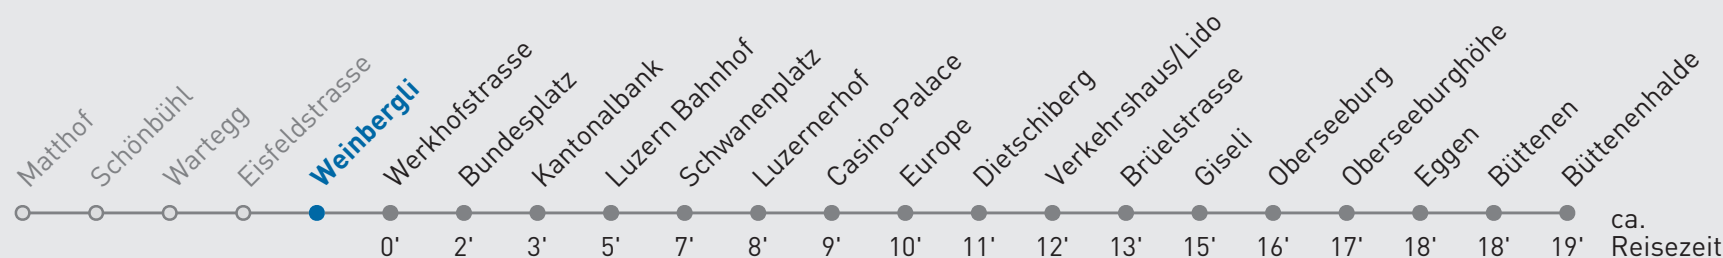 Matthof
Schönbühl
Wartegg
Eisfeldstrasse
Weinbergli
Werkhofstrasse
Bundesplatz
Kantonalbank
Luzern Bahnhof
Schwanenplatz
Luzernerhof
Casino-Palace
Europe
Dietschiberg
Verkehrshaus/Lido
Brüelstrasse
Giseli
Oberseeburg
Oberseeburghöhe
Eggen
Büttenen
Büttenenhalde
ca.
0' 2' 3' 5' 7' 8' 9' 10' 11' 12' 13' 15' 16' 17' 18' 18' 19' Reisezeit